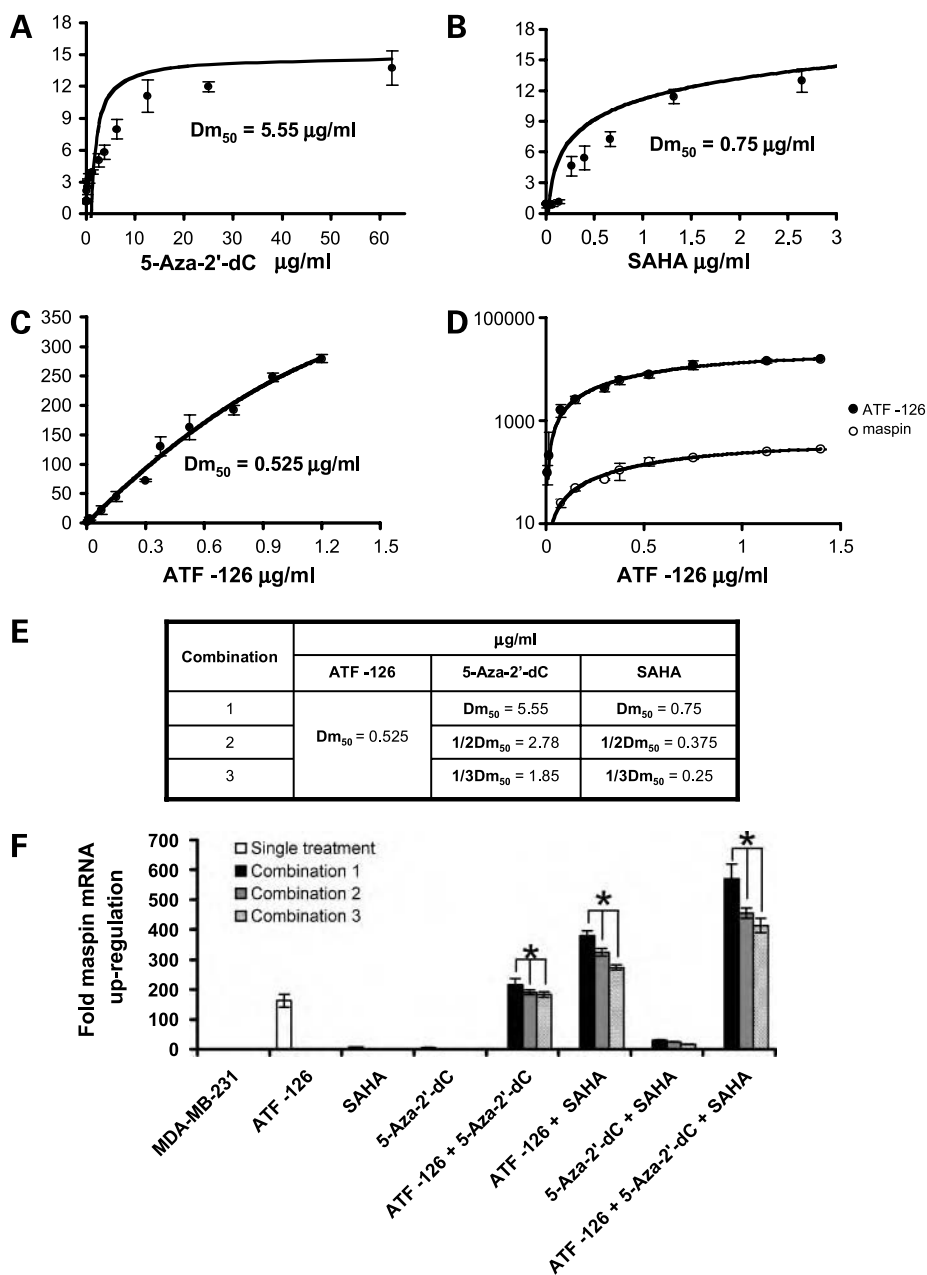 A
18
15
12
9
6
3
0
Dm50 = 5.55 µg/ml
0 10 20 30 40 50 60
5-Aza-2'-dC µg/ml
B
18
15
12
9
6
3
0
Dm50 = 0.75 µg/ml
0 0.5 1 1.5 2 2.5 3
SAHA µg/ml
C
350
300
250
200
150
100
50
0
Dm50 = 0.525 µg/ml
0 0.3 0.6 0.9 1.2 1.5
ATF -126 µg/ml
D
100000
1000
10
0 0.5 1 1.5
ATF -126 µg/ml
ATF -126
maspin
E
Combination
µg/ml
ATF -126 5-Aza-2'-dC SAHA
1 Dm50 = 5.55 Dm50 = 0.75
Dm50 = 0.525
2 1/2Dm50 = 2.78 1/2Dm50 = 0.375
3 1/3Dm50 = 1.85 1/3Dm50 = 0.25
F
Fold maspin mRNA
up-regulation
700
600
500
400
300
200
100
0
Single treatment
Combination 1
Combination 2
Combination 3
* * *
MDA-MB-231
ATF -126
SAHA
5-Aza-2'-dC
ATF -126 + 5-Aza-2'-dC
ATF -126 + SAHA
5-Aza-2'-dC + SAHA
ATF -126 + 5-Aza-2'-dC + SAHA